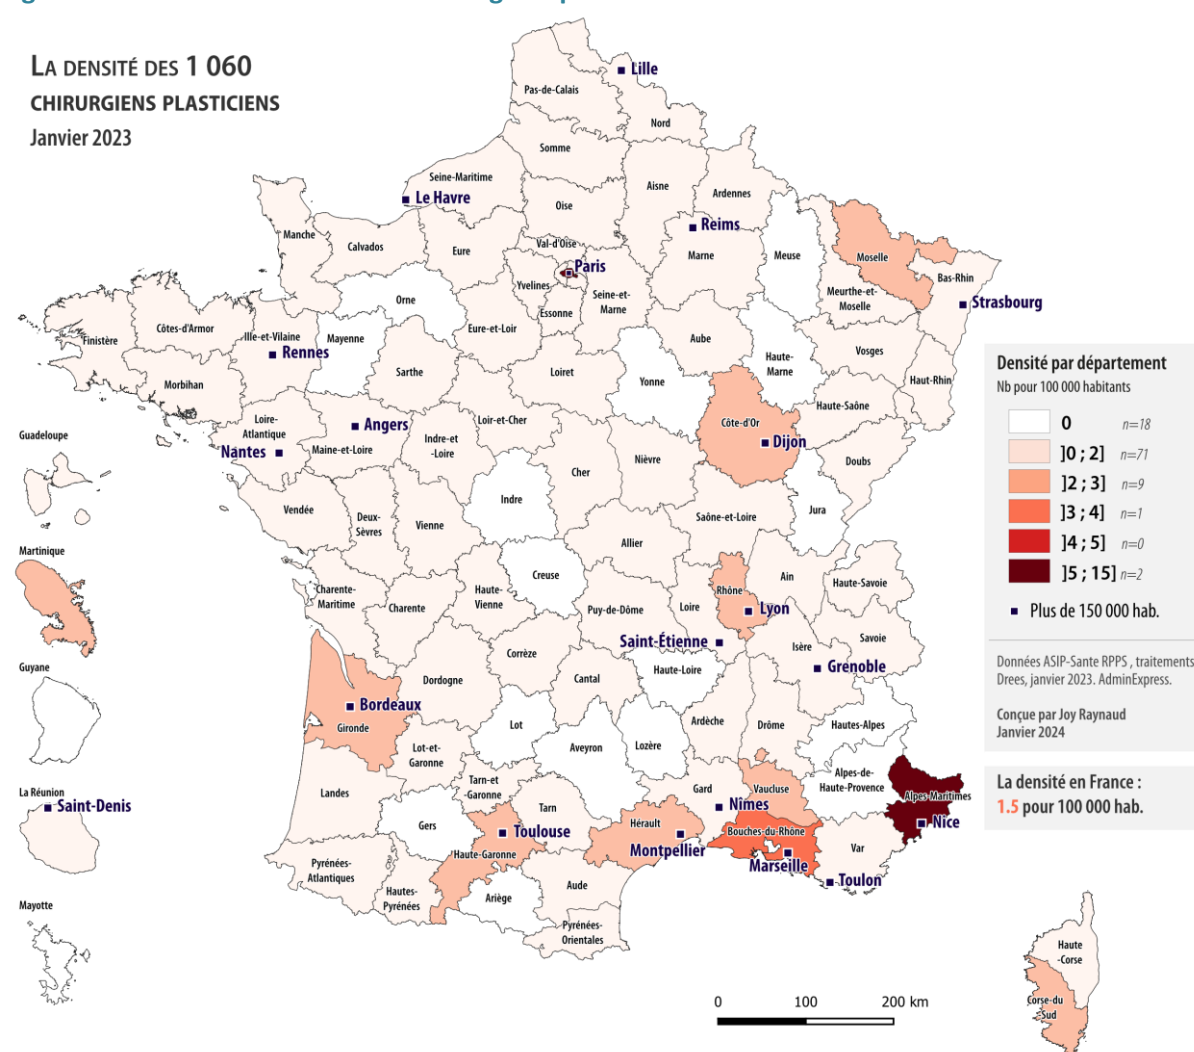 LA DENSITÉ DES 1 060
CHIRURGIENS PLASTICIENS
Janvier 2023
Lille
Pas-de-Calais
Nord
Somme
Seine-Maritime
Le Havre
Aisne
Ardennes
Oise
Reims
Manche
Calvados
Eure
Val-d'Oise
Marne
Meuse
Moselle
Paris
Bas-Rhin
Yvelines
Seine-et-
Marne
Meurthe-et-
Moselle
Strasbourg
Orne
Essonne
Côtes-d'Armor
Finistère
Ille-et-Vilaine
Mayenne
Eure-et-Loir
Aube
Rennes
Haute-
Marne
Vosges
Morbihan
Sarthe
Loiret
Yonne
Haut-Rhin
Haute-Saône
Loire-
Atlantique
Angers
Loir-et-Cher
Côte-d'Or
Dijon
Nantes
Maine-et-Loire
Indre-et
-Loire
Cher
Nièvre
Doubs
Vendée
Deux-
Sèvres
Vienne
Indre
Saône-et-Loire
Jura
Allier
Charente-
Maritime
Charente
Haute-
Vienne
Creuse
Puy-de-Dôme
Loire
Rhône
Ain
Haute-Savoie
Lyon
Saint-Étienne
Savoie
Isère
Corrèze
Haute-Loire
Grenoble
Dordogne
Cantal
Bordeaux
Gironde
Lot
Ardèche
Drôme
Hautes-Alpes
Lot-et-
Garonne
Aveyron
Lozère
Landes
Tarn-et
-Garonne
Tarn
Gard
Vaucluse
Alpes-de-
Haute-Provence
Alpes-Maritimes
Nîmes
Gers
Toulouse
Hérault
Bouches-du-Rhône
Nice
Haute-Garonne
Montpellier
Marseille
Var
Pyrénées-
Atlantiques
Hautes-
Pyrénées
Ariège
Aude
Toulon
Pyrénées-
Orientales
Haute
-Corse
Corse-du
-Sud
Guadeloupe
Martinique
Guyane
La Réunion
Saint-Denis
Mayotte
Densité par département
Nb pour 100 000 habitants
0 n=18
]0 ; 2] n=71
]2 ; 3] n=9
]3 ; 4] n=1
]4 ; 5] n=0
]5 ; 15] n=2
Plus de 150 000 hab.
Données ASIP-Sante RPPS , traitements
Drees, janvier 2023. AdminExpress.
Conçue par Joy Raynaud
Janvier 2024
La densité en France :
1.5 pour 100 000 hab.
0 100 200 km